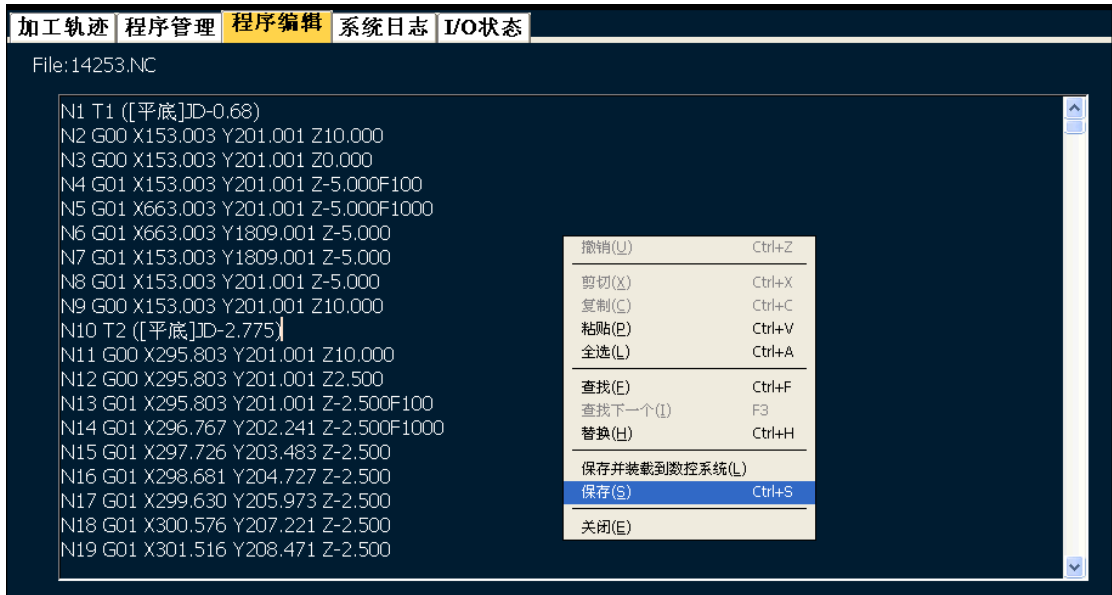 加工轨迹 程序管理 程序编辑 系统日志 I/O状态
File:14253.NC
N1 T1 ([平底]JD-0.68)
N2 G00 X153.003 Y201.001 Z10.000
N3 G00 X153.003 Y201.001 Z0.000
N4 G01 X153.003 Y201.001 Z-5.000F100
N5 G01 X663.003 Y201.001 Z-5.000F1000
N6 G01 X663.003 Y1809.001 Z-5.000
N7 G01 X153.003 Y1809.001 Z-5.000
N8 G01 X153.003 Y201.001 Z-5.000
N9 G00 X153.003 Y201.001 Z10.000
N10 T2 ([平底]JD-2.775)
N11 G00 X295.803 Y201.001 Z10.000
N12 G00 X295.803 Y201.001 Z2.500
N13 G01 X295.803 Y201.001 Z-2.500F100
N14 G01 X296.767 Y202.241 Z-2.500F1000
N15 G01 X297.726 Y203.483 Z-2.500
N16 G01 X298.681 Y204.727 Z-2.500
N17 G01 X299.630 Y205.973 Z-2.500
N18 G01 X300.576 Y207.221 Z-2.500
N19 G01 X301.516 Y208.471 Z-2.500
撤销(U) Ctrl+Z
剪切(X) Ctrl+X
复制(C) Ctrl+C
粘贴(P) Ctrl+V
全选(L) Ctrl+A
查找(F) Ctrl+F
查找下一个(I) F3
替换(H) Ctrl+H
保存并装载到数控系统(L)
保存(S) Ctrl+S
关闭(E)